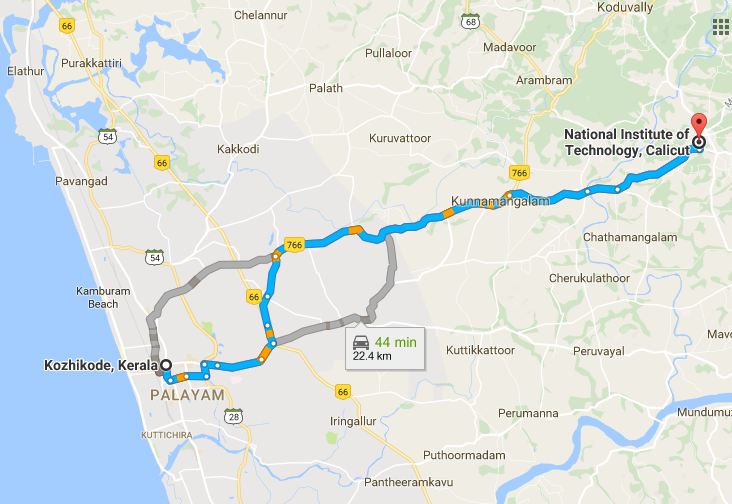 Koduvally
Chelannur
66
68
Madavoor
Pullaloor
Purakkattiri
Elathur
Arambram
Palath
54
National Institute of
Technology, Calicut
Kuruvattoor
Kakkodi
66
766
Pavangad
Kunnamangalam
Chathamangalam
766
54
Cherukulathoor
Kamburam
Beach
66
Mavoor
44 min
22.4 km
Kuttikkattoor
Peruvayal
Kozhikode, Kerala
PALAYAM
66
28
Perumanna
Mundumuz
Iringallur
KUTTICHIRA
Puthoormadam
Pantheeramkavu